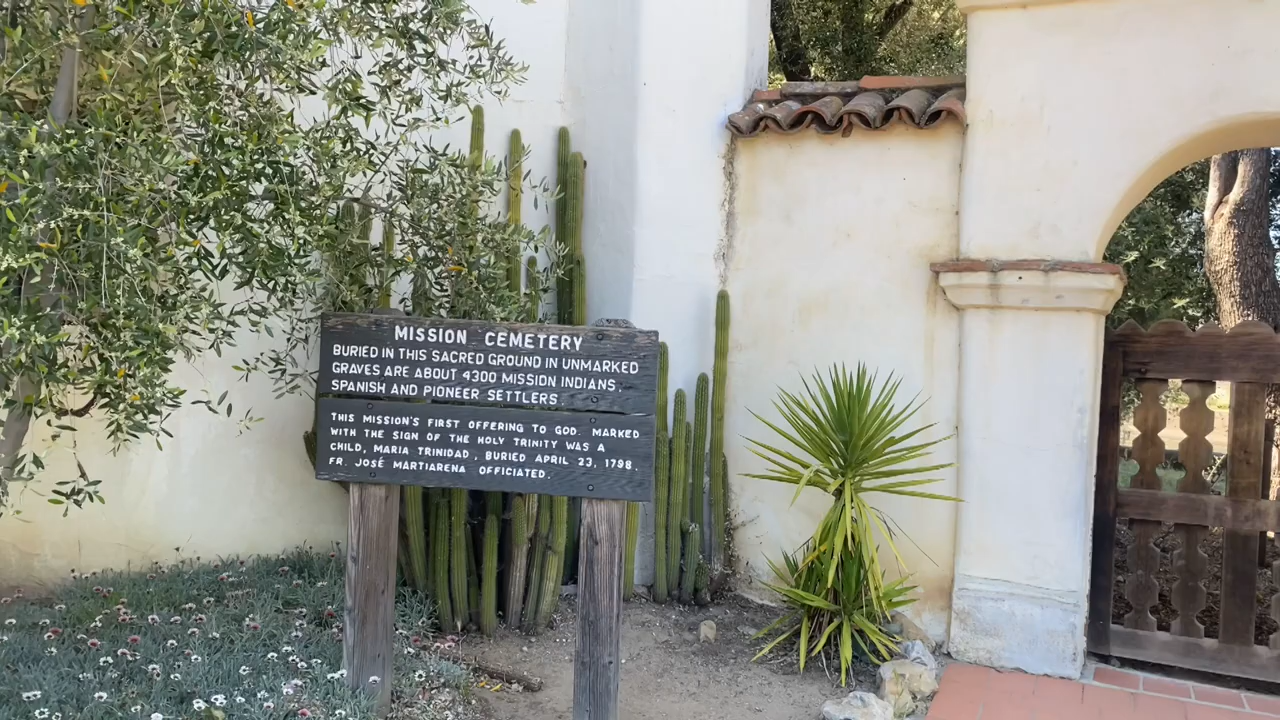 MISSION CEMETERY
BURIED IN THIS SACRED GROUND IN UNMARKED
GRAVES ARE ABOUT 4300 MISSION INDIANS,
SPANISH AND PIONEER SETTLERS.
THIS MISSION'S FIRST OFFERING TO GOD, MARKED
WITH THE SIGN OF THE HOLY TRINITY WAS A
CHILD, MARIA TRINIDAD, BURIED APRIL 23, 1798.
FR. JOSÉ MARTIARENA OFFICIATED.